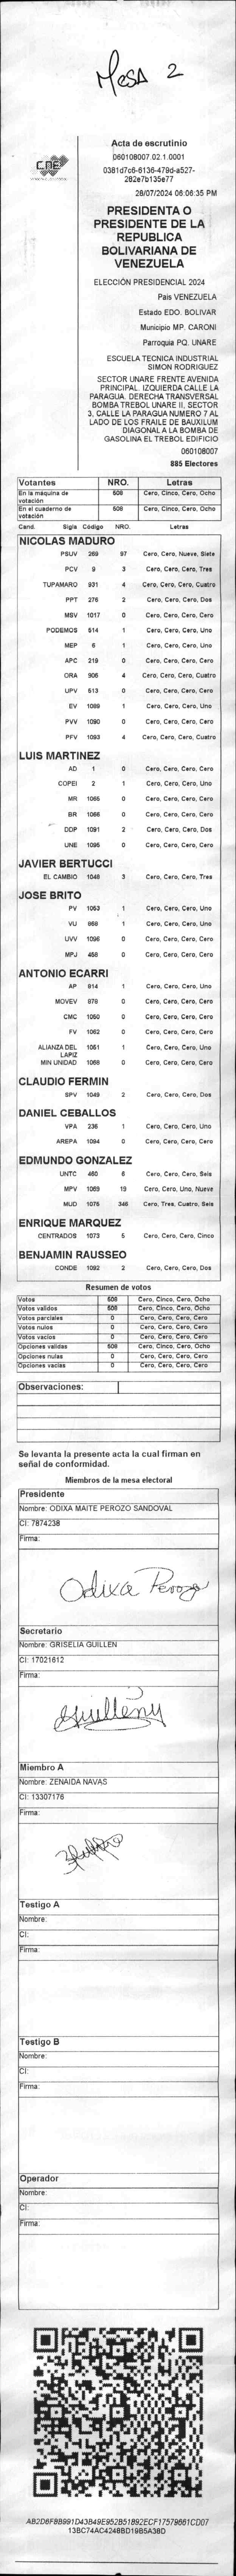 MESA 2
CNE
Acta de escrutinio
060108007.02.1.0001
0381d7c6-6136-479d-a527-
282e7b135e77
28/07/2024 06:06:35 PM
PRESIDENTA O
PRESIDENTE DE LA
REPUBLICA
BOLIVARIANA DE
VENEZUELA
ELECCIÓN PRESIDENCIAL 2024
Pais VENEZUELA
Estado EDO. BOLIVAR
Municipio MP. CARONI
Parroquia PQ. UNARE
ESCUELA TECNICA INDUSTRIAL
SIMON RODRIGUEZ
SECTOR UNARE FRENTE AVENIDA
PRINCIPAL. IZQUIERDA CALLE LA
PARAGUA. DERECHA TRANSVERSAL
BOMBA TREBOL UNARE II, SECTOR
3, CALLE LA PARAGUA NUMERO 7 AL
LADO DE LOS FRAILE DE BAUXILUM
DIAGONAL A LA BOMBA DE
GASOLINA EL TREBOL EDIFICIO
060108007
885 Electores
Votantes NRO. Letras
En la máquina de votación 508 Cero, Cinco, Cero, Ocho
En el cuaderno de votación 508 Cero, Cinco, Cero, Ocho
Cand. Sigla Código NRO. Letras
NICOLAS MADURO
PSUV 269 97 Cero, Cero, Nueve, Siete
PCV 9 3 Cero, Cero, Cero, Tres
TUPAMARO 931 4 Cero, Cero, Cero, Cuatro
PPT 276 2 Cero, Cero, Cero, Dos
MSV 1017 0 Cero, Cero, Cero, Cero
PODEMOS 514 1 Cero, Cero, Cero, Uno
MEP 6 1 Cero, Cero, Cero, Uno
APC 219 0 Cero, Cero, Cero, Cero
ORA 906 4 Cero, Cero, Cero, Cuatro
UPV 513 0 Cero, Cero, Cero, Cero
EV 1089 1 Cero, Cero, Cero, Uno
PVV 1090 0 Cero, Cero, Cero, Cero
PFV 1093 4 Cero, Cero, Cero, Cuatro
LUIS MARTINEZ
AD 1 0 Cero, Cero, Cero, Cero
COPEI 2 1 Cero, Cero, Cero, Uno
MR 1065 0 Cero, Cero, Cero, Cero
BR 1066 0 Cero, Cero, Cero, Cero
DDP 1091 2 Cero, Cero, Cero, Dos
UNE 1095 0 Cero, Cero, Cero, Cero
JAVIER BERTUCCI
EL CAMBIO 1048 3 Cero, Cero, Cero, Tres
JOSE BRITO
PV 1053 1 Cero, Cero, Cero, Uno
VU 868 1 Cero, Cero, Cero, Uno
UVV 1096 0 Cero, Cero, Cero, Cero
MPJ 458 0 Cero, Cero, Cero, Cero
ANTONIO ECARRI
AP 814 1 Cero, Cero, Cero, Uno
MOVEV 878 0 Cero, Cero, Cero, Cero
CMC 1050 0 Cero, Cero, Cero, Cero
FV 1062 0 Cero, Cero, Cero, Cero
ALIANZA DEL LAPIZ 1051 1 Cero, Cero, Cero, Uno
MIN UNIDAD 1068 0 Cero, Cero, Cero, Cero
CLAUDIO FERMIN
SPV 1049 2 Cero, Cero, Cero, Dos
DANIEL CEBALLOS
VPA 236 1 Cero, Cero, Cero, Uno
AREPA 1094 0 Cero, Cero, Cero, Cero
EDMUNDO GONZALEZ
UNTC 460 6 Cero, Cero, Cero, Seis
MPV 1069 19 Cero, Cero, Uno, Nueve
MUD 1075 346 Cero, Tres, Cuatro, Seis
ENRIQUE MARQUEZ
CENTRADOS 1073 5 Cero, Cero, Cero, Cinco
BENJAMIN RAUSSEO
CONDE 1092 2 Cero, Cero, Cero, Dos
Resumen de votos
Votos 508 Cero, Cinco, Cero, Ocho
Votos validos 508 Cero, Cinco, Cero, Ocho
Votos parciales 0 Cero, Cero, Cero, Cero
Votos nulos 0 Cero, Cero, Cero, Cero
Votos vacios 0 Cero, Cero, Cero, Cero
Opciones validas 508 Cero, Cinco, Cero, Ocho
Opciones nulas 0 Cero, Cero, Cero, Cero
Opciones vacias 0 Cero, Cero, Cero, Cero
Observaciones:
Se levanta la presente acta la cual firman en
señal de conformidad.
Miembros de la mesa electoral
Presidente
Nombre: ODIXA MAITE PEROZO SANDOVAL
CI: 7874238
Firma:
Odixa Perozo
Secretario
Nombre: GRISELIA GUILLEN
CI: 17021612
Firma:
Miembro A
Nombre: ZENAIDA NAVAS
CI: 13307176
Firma:
Testigo A
Nombre:
CI:
Firma:
Testigo B
Nombre:
CI:
Firma:
Operador
Nombre:
CI:
Firma:
AB2D6F8B991D43B49E952B51B92ECF17579661CD07
13BC74AC4248BD19B5A38D